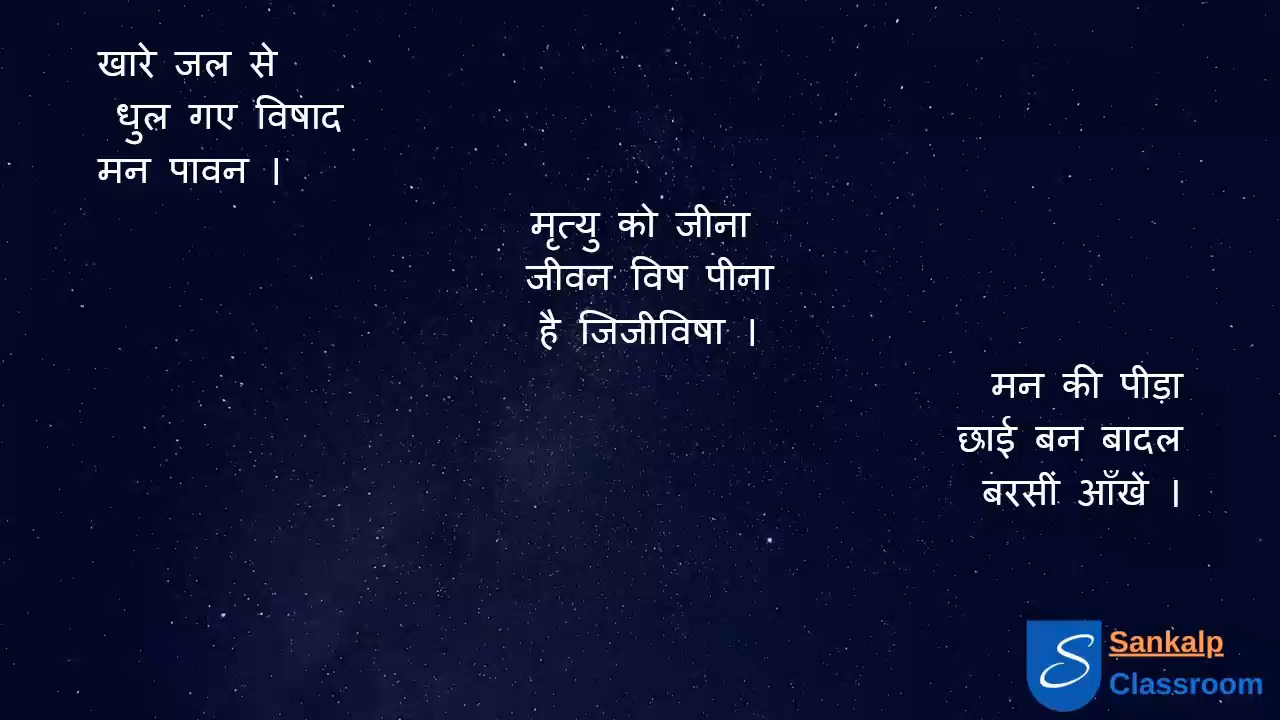 खारे जल से
धुल गए विषाद
मन पावन ।
मृत्यु को जीना
जीवन विष पीना
है जिजीविषा ।
मन की पीड़ा
छाई बन बादल
बरसीं आँखें ।
Sankalp
Classroom